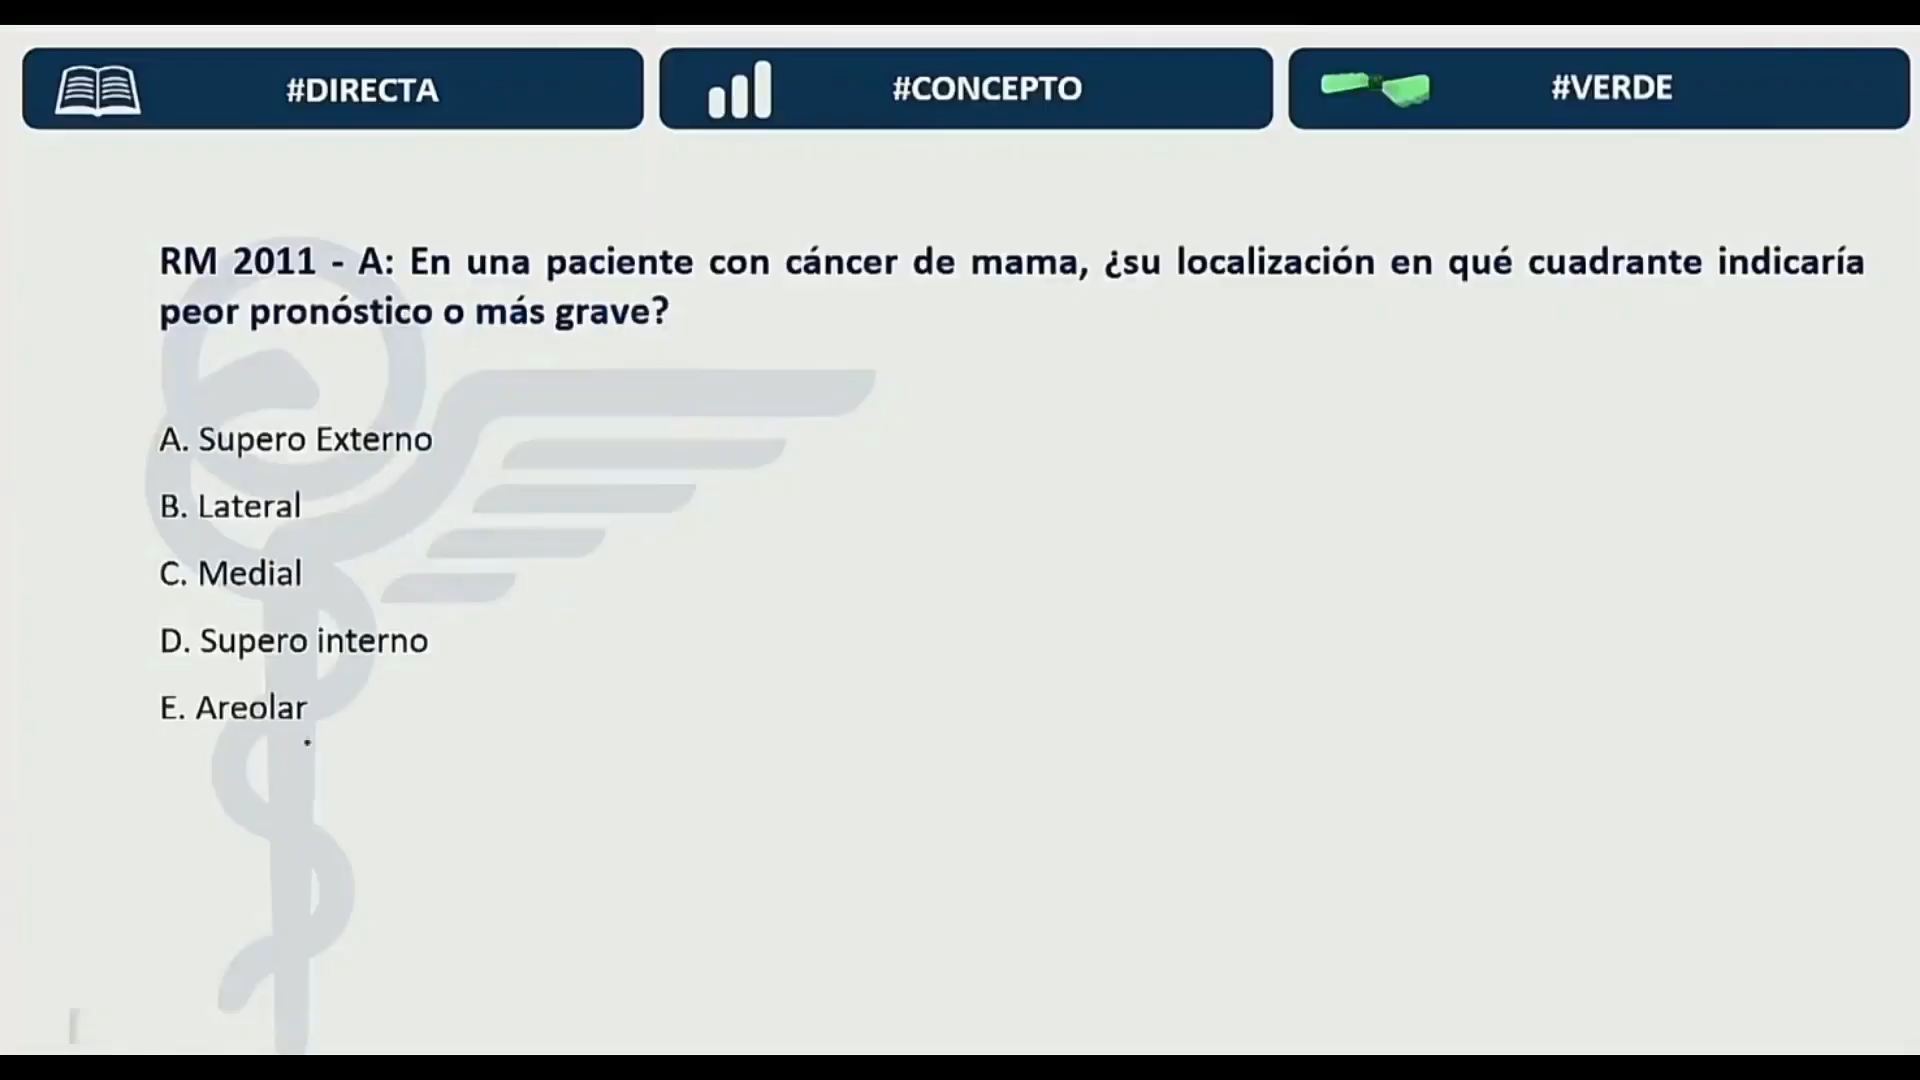 #DIRECTA
#CONCEPTO
#VERDE
RM 2011 - A: En una paciente con cáncer de mama, ¿su localización en qué cuadrante indicaría
peor pronóstico o más grave?
A. Supero Externo
B. Lateral
C. Medial
D. Supero interno
E. Areolar